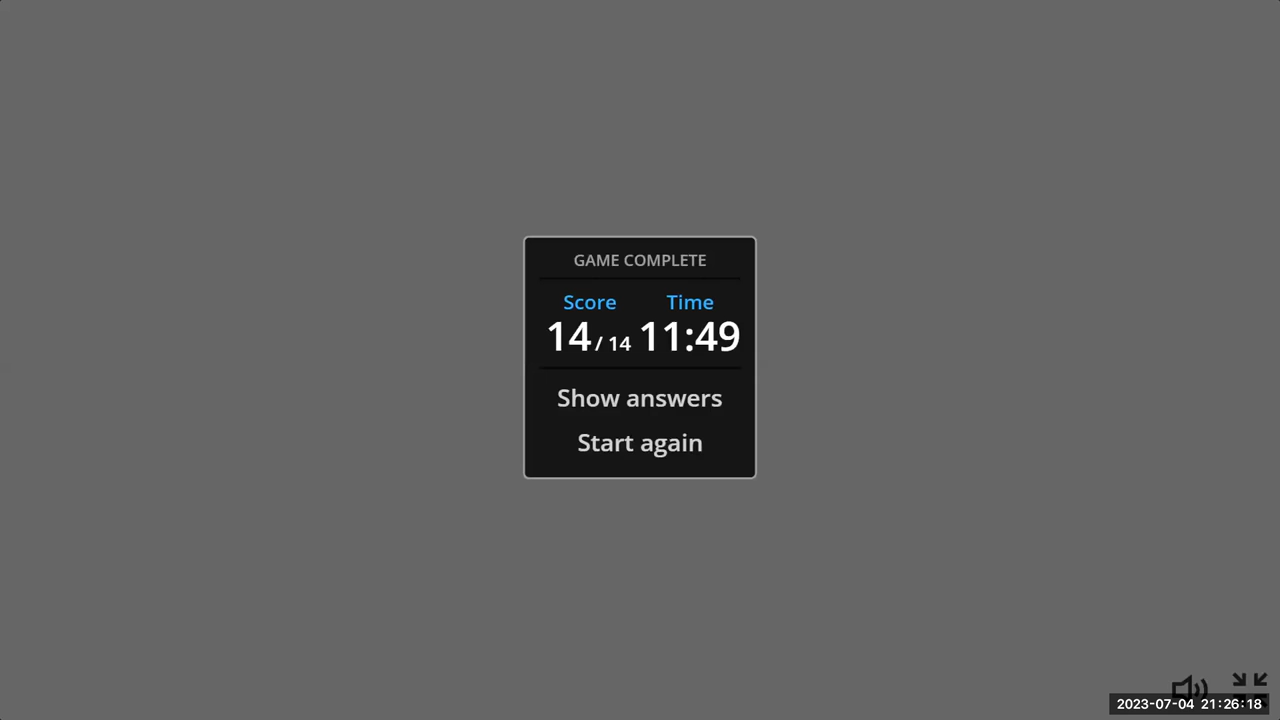 GAME COMPLETE
Score Time
14 / 14 11:49
Show answers
Start again
2023-07-04 21:26:18